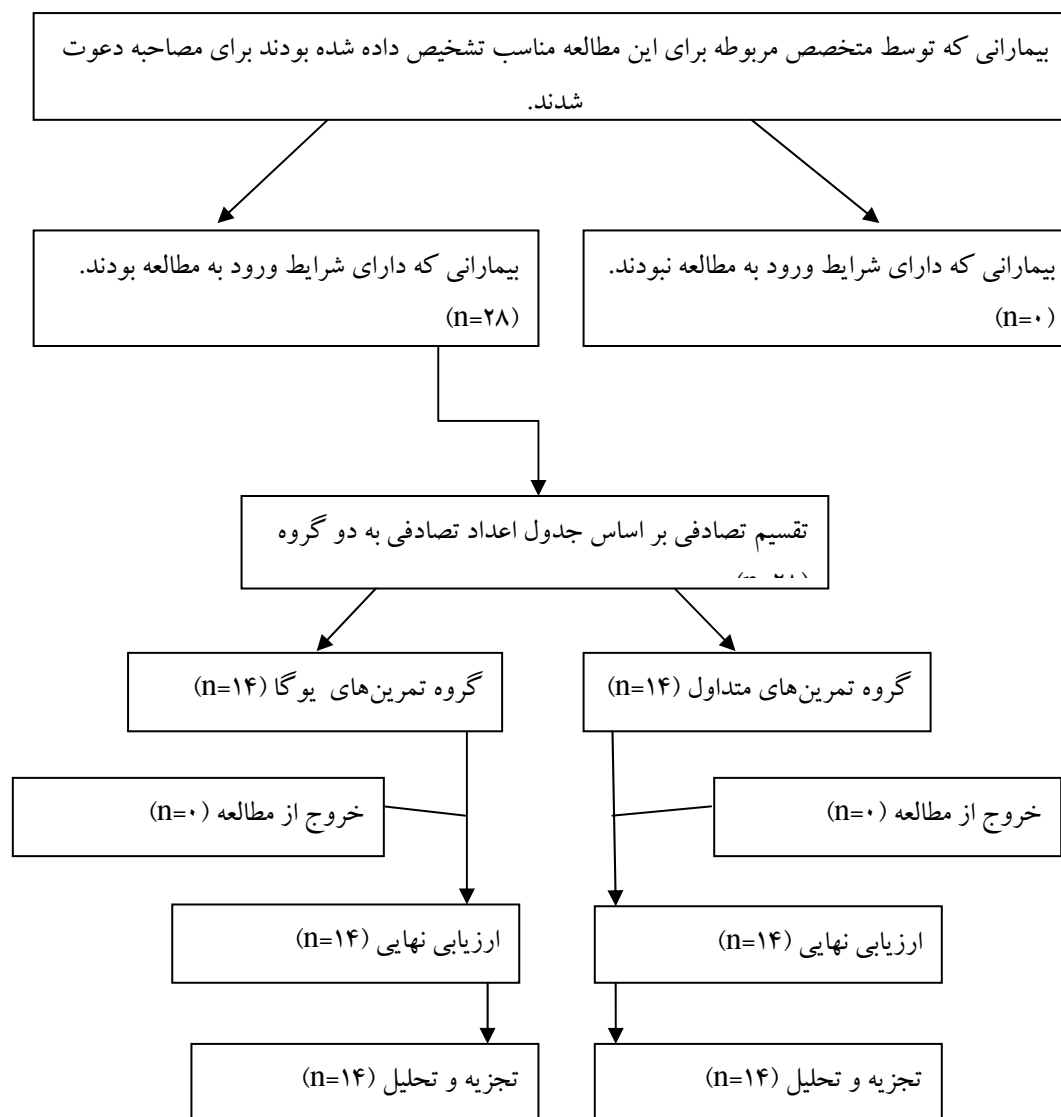 بیمارانی که توسط متخصص مربوطه برای این مطالعه مناسب تشخیص داده شده بودند برای مصاحبه دعوت
شدند.
بیمارانی که دارای شرایط ورود به مطالعه نبودند.
(n=۰)
بیمارانی که دارای شرایط ورود به مطالعه بودند.
(n=۲۸)
تقسیم تصادفی بر اساس جدول اعداد تصادفی به دو گروه
گروه تمرین‌های متداول (n=۱۴)
گروه تمرین‌های یوگا (n=۱۴)
خروج از مطالعه (n=۰)
خروج از مطالعه (n=۰)
ارزیابی نهایی (n=۱۴)
ارزیابی نهایی (n=۱۴)
تجزیه و تحلیل (n=۱۴)
تجزیه و تحلیل (n=۱۴)